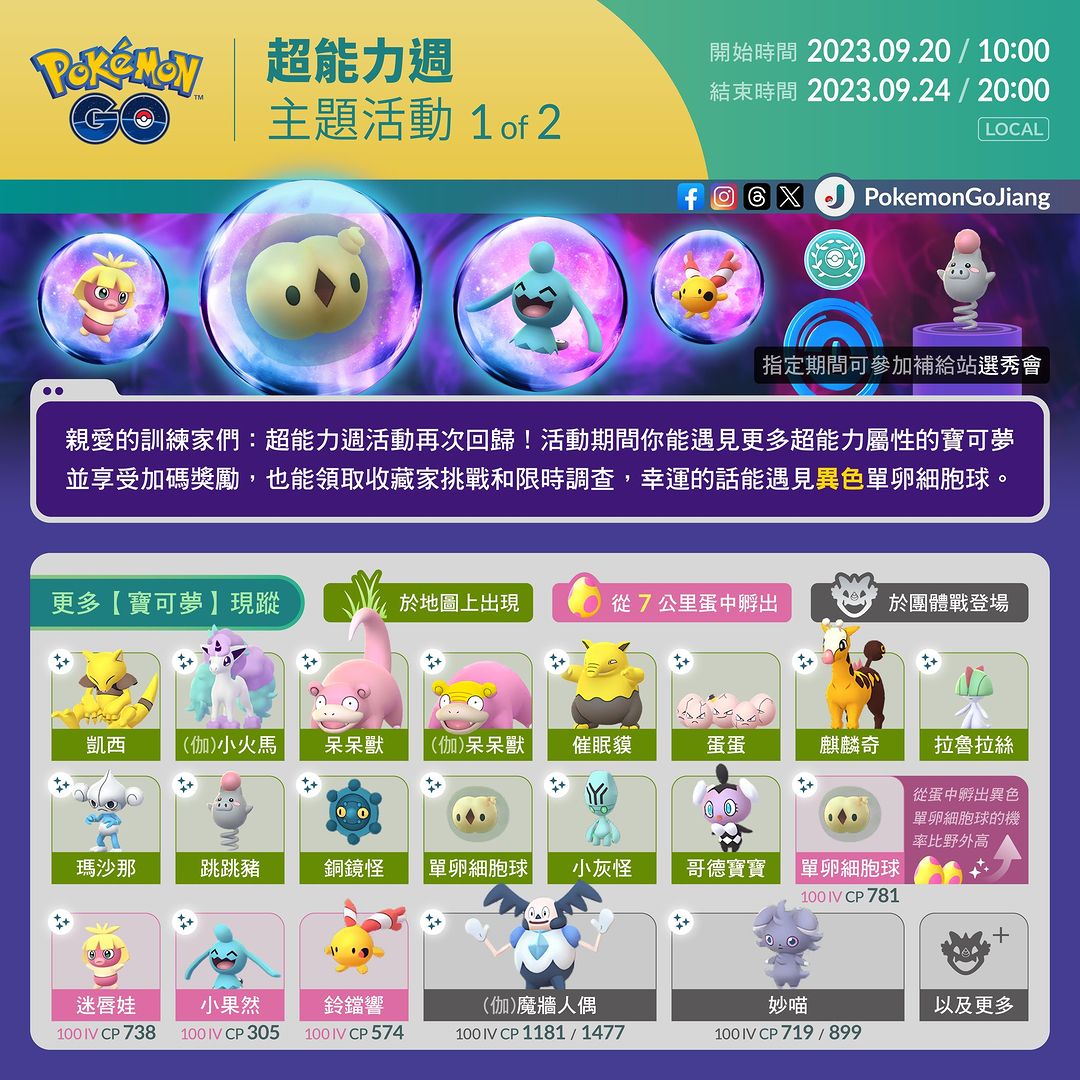 POKÉMON GO™
超能力週
主題活動 1 of 2
開始時間 2023.09.20 / 10:00
結束時間 2023.09.24 / 20:00
LOCAL
PokemonGoJiang
指定期間可參加補給站選秀會
親愛的訓練家們：超能力週活動再次回歸！活動期間你能遇見更多超能力屬性的寶可夢
並享受加碼獎勵，也能領取收藏家挑戰和限時調查，幸運的話能遇見異色單卵細胞球。
更多【寶可夢】現蹤
於地圖上出現
從 7 公里蛋中孵出
於團體戰登場
凱西
(伽)小火馬
呆呆獸
(伽)呆呆獸
催眠貘
蛋蛋
麒麟奇
拉魯拉絲
瑪沙那
跳跳豬
銅鏡怪
單卵細胞球
小灰怪
哥德寶寶
單卵細胞球
100 IV CP 781
從蛋中孵出異色
單卵細胞球的機
率比野外高
迷唇娃
100 IV CP 738
小果然
100 IV CP 305
鈴鐺響
100 IV CP 574
(伽)魔牆人偶
100 IV CP 1181 / 1477
妙喵
100 IV CP 719 / 899
以及更多